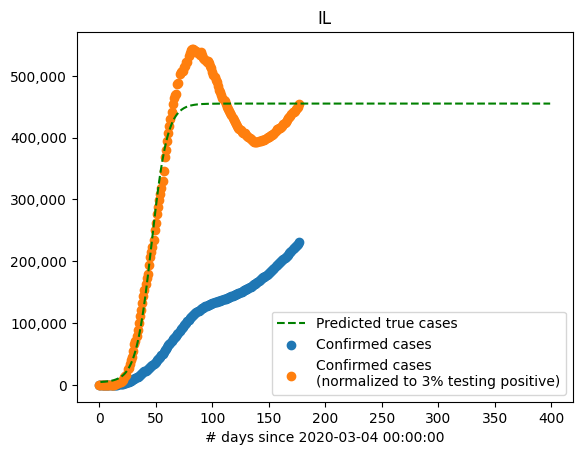 IL
500,000
400,000
300,000
200,000
100,000
0
Predicted true cases
Confirmed cases
Confirmed cases
(normalized to 3% testing positive)
0 50 100 150 200 250 300 350 400
# days since 2020-03-04 00:00:00